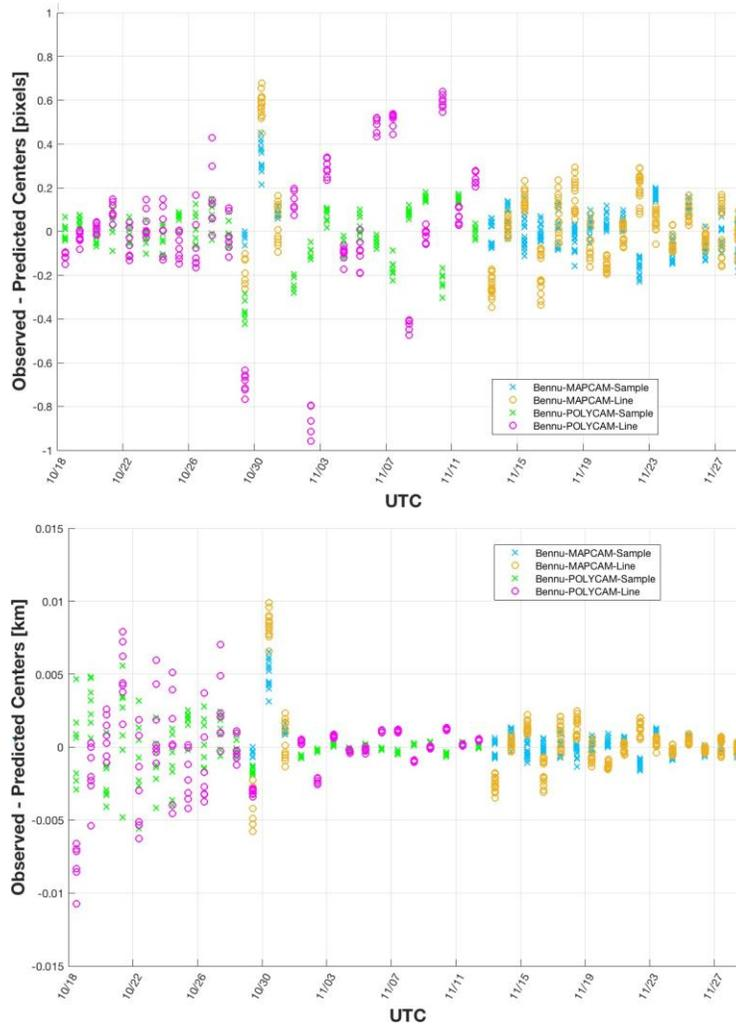 1
0.8
0.6
0.4
0.2
0
-0.2
-0.4
-0.6
-0.8
-1
Observed - Predicted Centers [pixels]
Bennu-MAPCAM-Sample
Bennu-MAPCAM-Line
Bennu-POLYCAM-Sample
Bennu-POLYCAM-Line
10/18 10/22 10/26 10/30 11/03 11/07 11/11 11/15 11/19 11/23 11/27
UTC
0.015
0.01
0.005
0
-0.005
-0.01
-0.015
Observed - Predicted Centers [km]
Bennu-MAPCAM-Sample
Bennu-MAPCAM-Line
Bennu-POLYCAM-Sample
Bennu-POLYCAM-Line
10/18 10/22 10/26 10/30 11/03 11/07 11/11 11/15 11/19 11/23 11/27
UTC